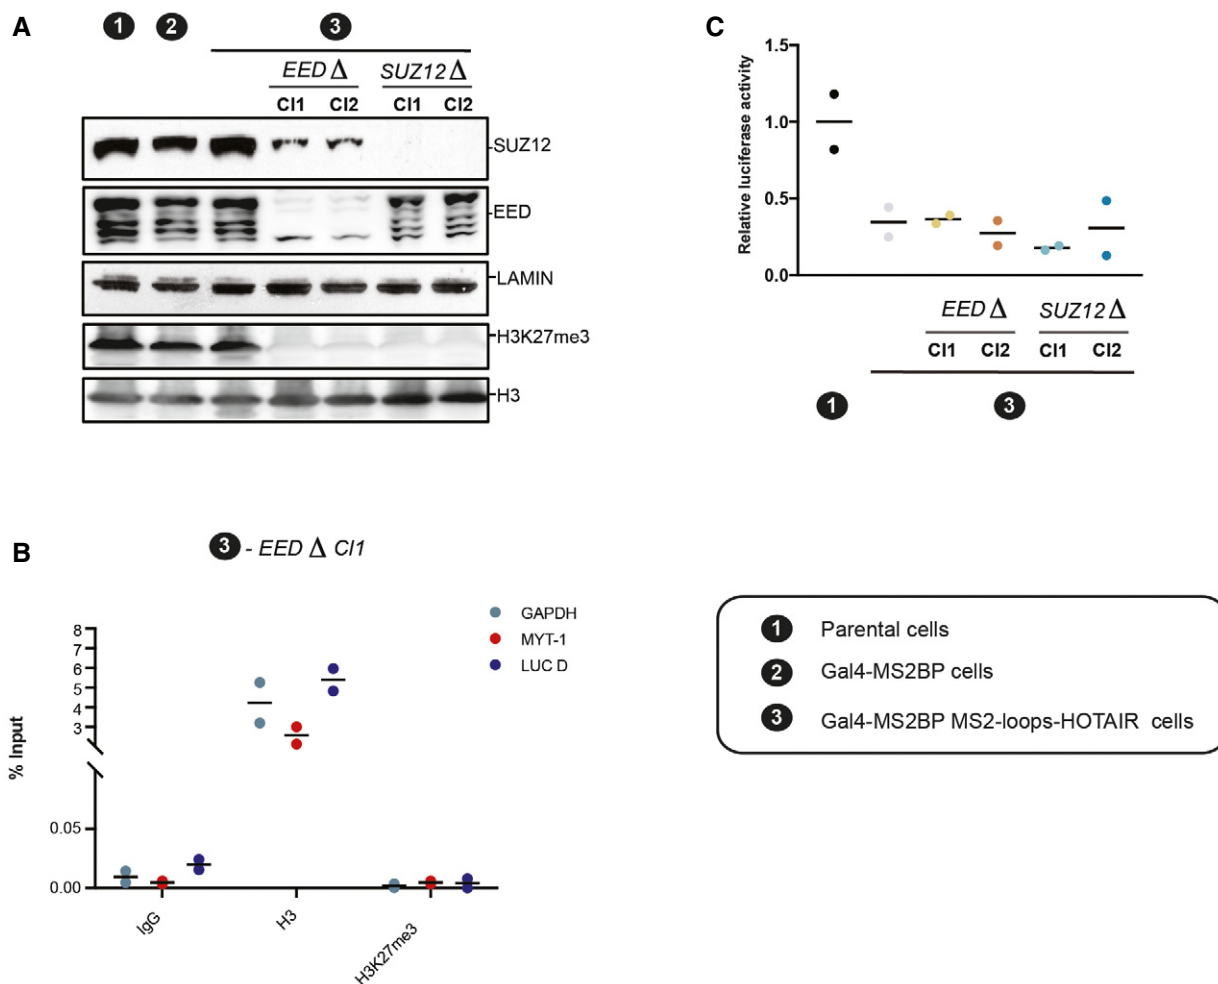 A
1 2 3
EED Δ SUZ12 Δ
Cl1 Cl2 Cl1 Cl2
SUZ12
EED
LAMIN
H3K27me3
H3
B
3 - EED Δ Cl1
GAPDH
MYT-1
LUC D
% Input
8
7
6
5
4
3
0.05
0.00
IgG H3 H3K27me3
C
Relative luciferase activity
1.5
1.0
0.5
0.0
EED Δ SUZ12 Δ
Cl1 Cl2 Cl1 Cl2
1 3
1 Parental cells
2 Gal4-MS2BP cells
3 Gal4-MS2BP MS2-loops-HOTAIR cells